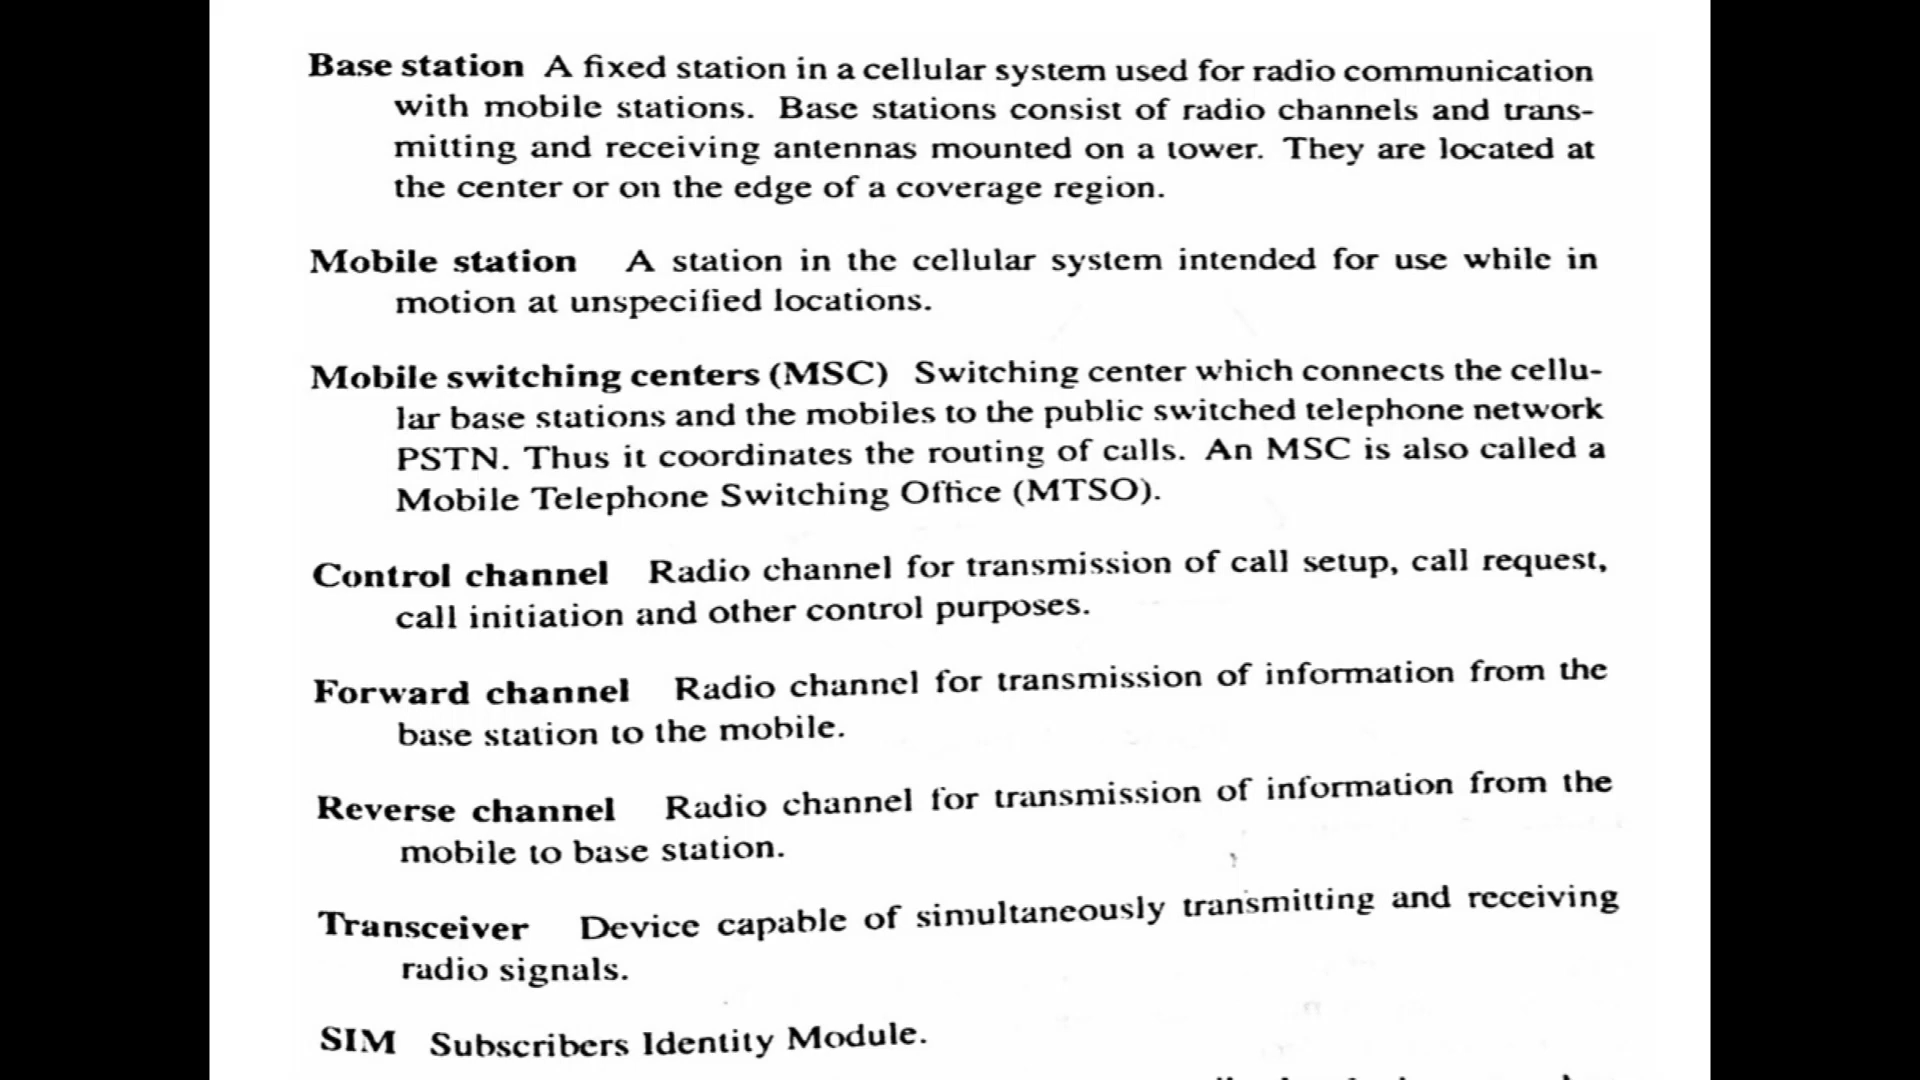 Base station A fixed station in a cellular system used for radio communication
with mobile stations. Base stations consist of radio channels and trans-
mitting and receiving antennas mounted on a tower. They are located at
the center or on the edge of a coverage region.
Mobile station A station in the cellular system intended for use while in
motion at unspecified locations.
Mobile switching centers (MSC) Switching center which connects the cellu-
lar base stations and the mobiles to the public switched telephone network
PSTN. Thus it coordinates the routing of calls. An MSC is also called a
Mobile Telephone Switching Office (MTSO).
Control channel Radio channel for transmission of call setup, call request,
call initiation and other control purposes.
Forward channel Radio channel for transmission of information from the
base station to the mobile.
Reverse channel Radio channel for transmission of information from the
mobile to base station.
Transceiver Device capable of simultaneously transmitting and receiving
radio signals.
SIM Subscribers Identity Module.